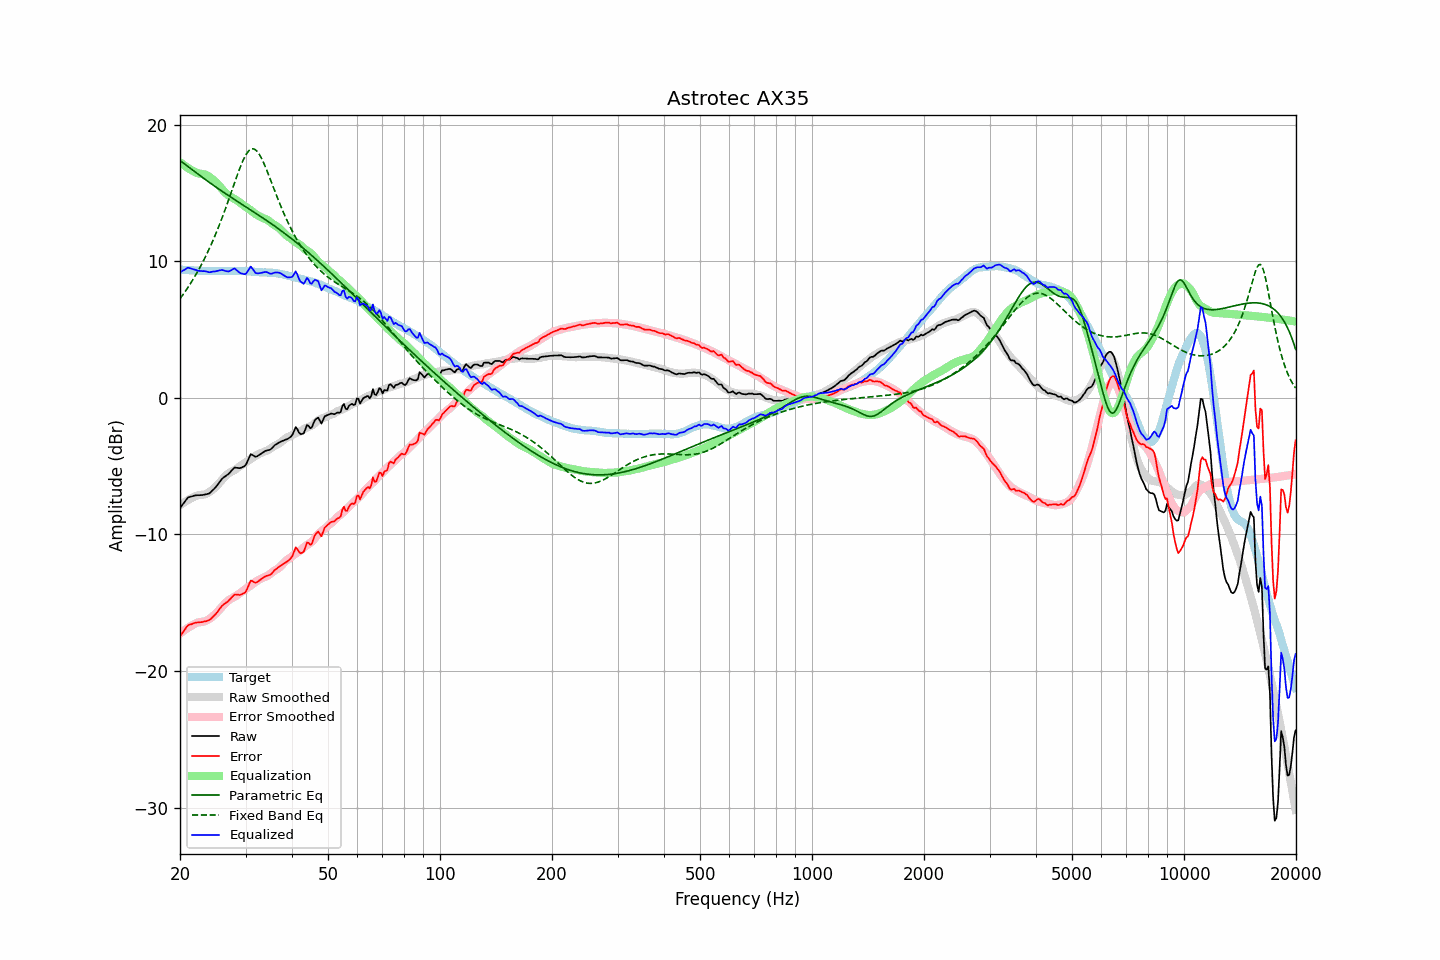 Astrotec AX35
20
10
0
−10
−20
−30
Amplitude (dBr)
Target
Raw Smoothed
Error Smoothed
Raw
Error
Equalization
Parametric Eq
Fixed Band Eq
Equalized
20 50 100 200 500 1000 2000 5000 10000 20000
Frequency (Hz)